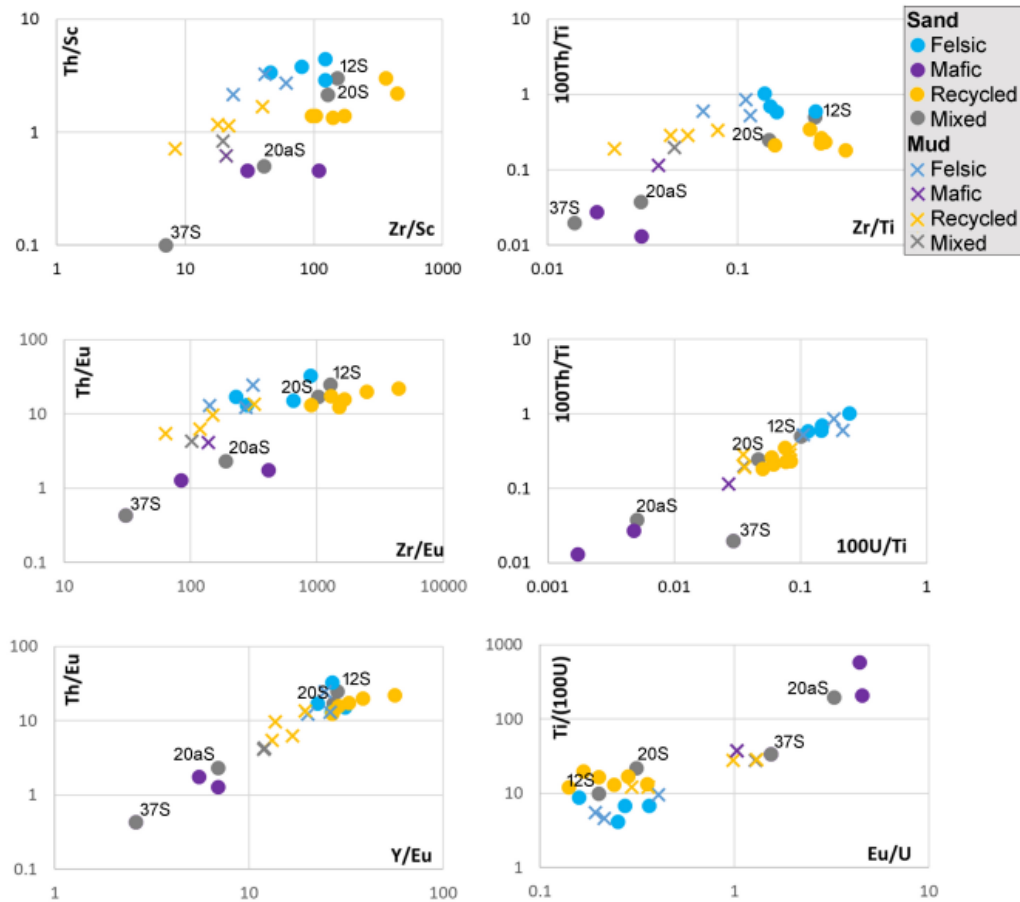 Th/Sc
10
1
0.1
12S
20S
20aS
37S
Zr/Sc
1
10
100
1000
100Th/Ti
10
1
0.1
0.01
12S
20S
20aS
37S
Zr/Ti
0.01
0.1
Sand
Felsic
Mafic
Recycled
Mixed
Mud
Felsic
Mafic
Recycled
Mixed
Th/Eu
100
10
1
0.1
20S
12S
20aS
37S
Zr/Eu
10
100
1000
10000
100Th/Ti
10
1
0.1
0.01
12S
20S
20aS
37S
100U/Ti
0.001
0.01
0.1
1
Th/Eu
100
10
1
0.1
20S
12S
20aS
37S
Y/Eu
1
10
100
Ti/(100U)
1000
100
10
1
20aS
37S
20S
12S
Eu/U
0.1
1
10